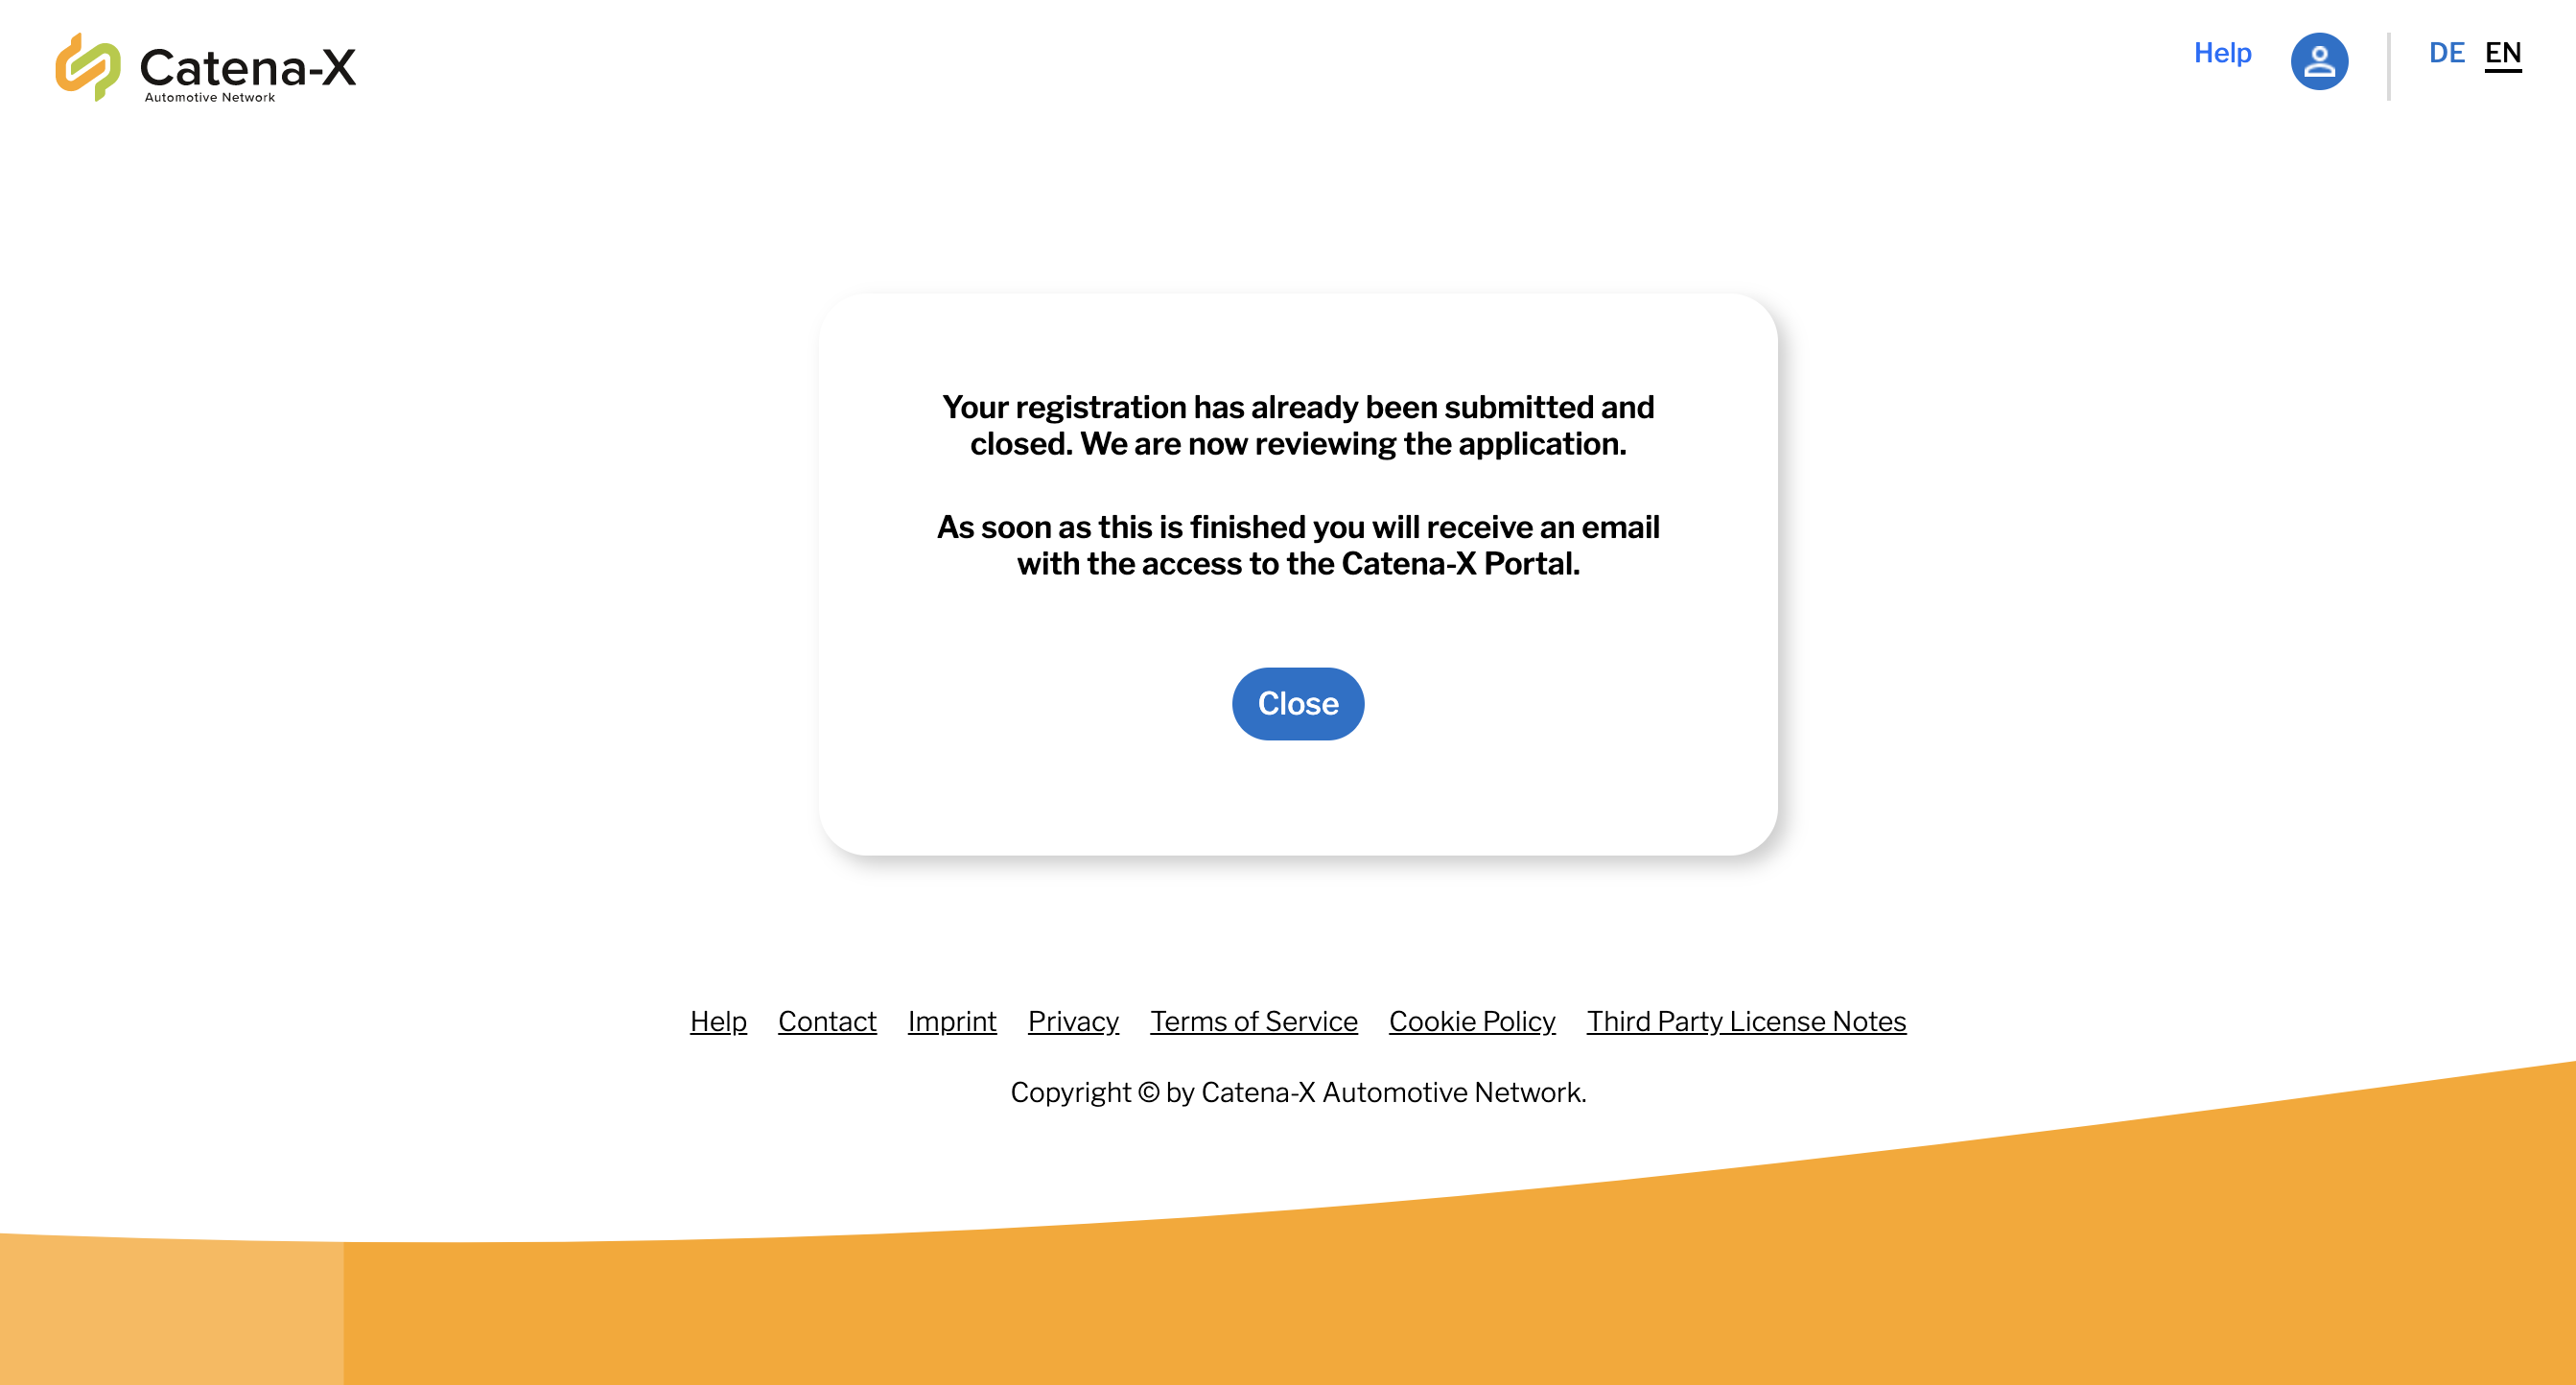 Catena-X
Automotive Network
Help
DE EN
Your registration has already been submitted and
closed. We are now reviewing the application.
As soon as this is finished you will receive an email
with the access to the Catena-X Portal.
Close
Help Contact Imprint Privacy Terms of Service Cookie Policy Third Party License Notes
Copyright © by Catena-X Automotive Network.